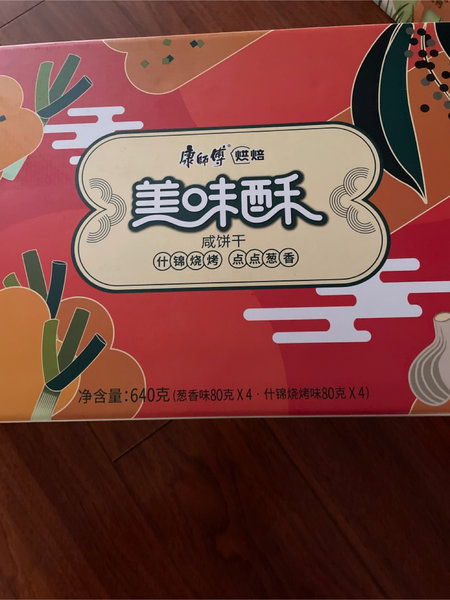 康师傅 烘焙
美味酥
咸饼干
什锦烧烤 点点葱香
净含量:640克(葱香味80克X4·什锦烧烤味80克X4)